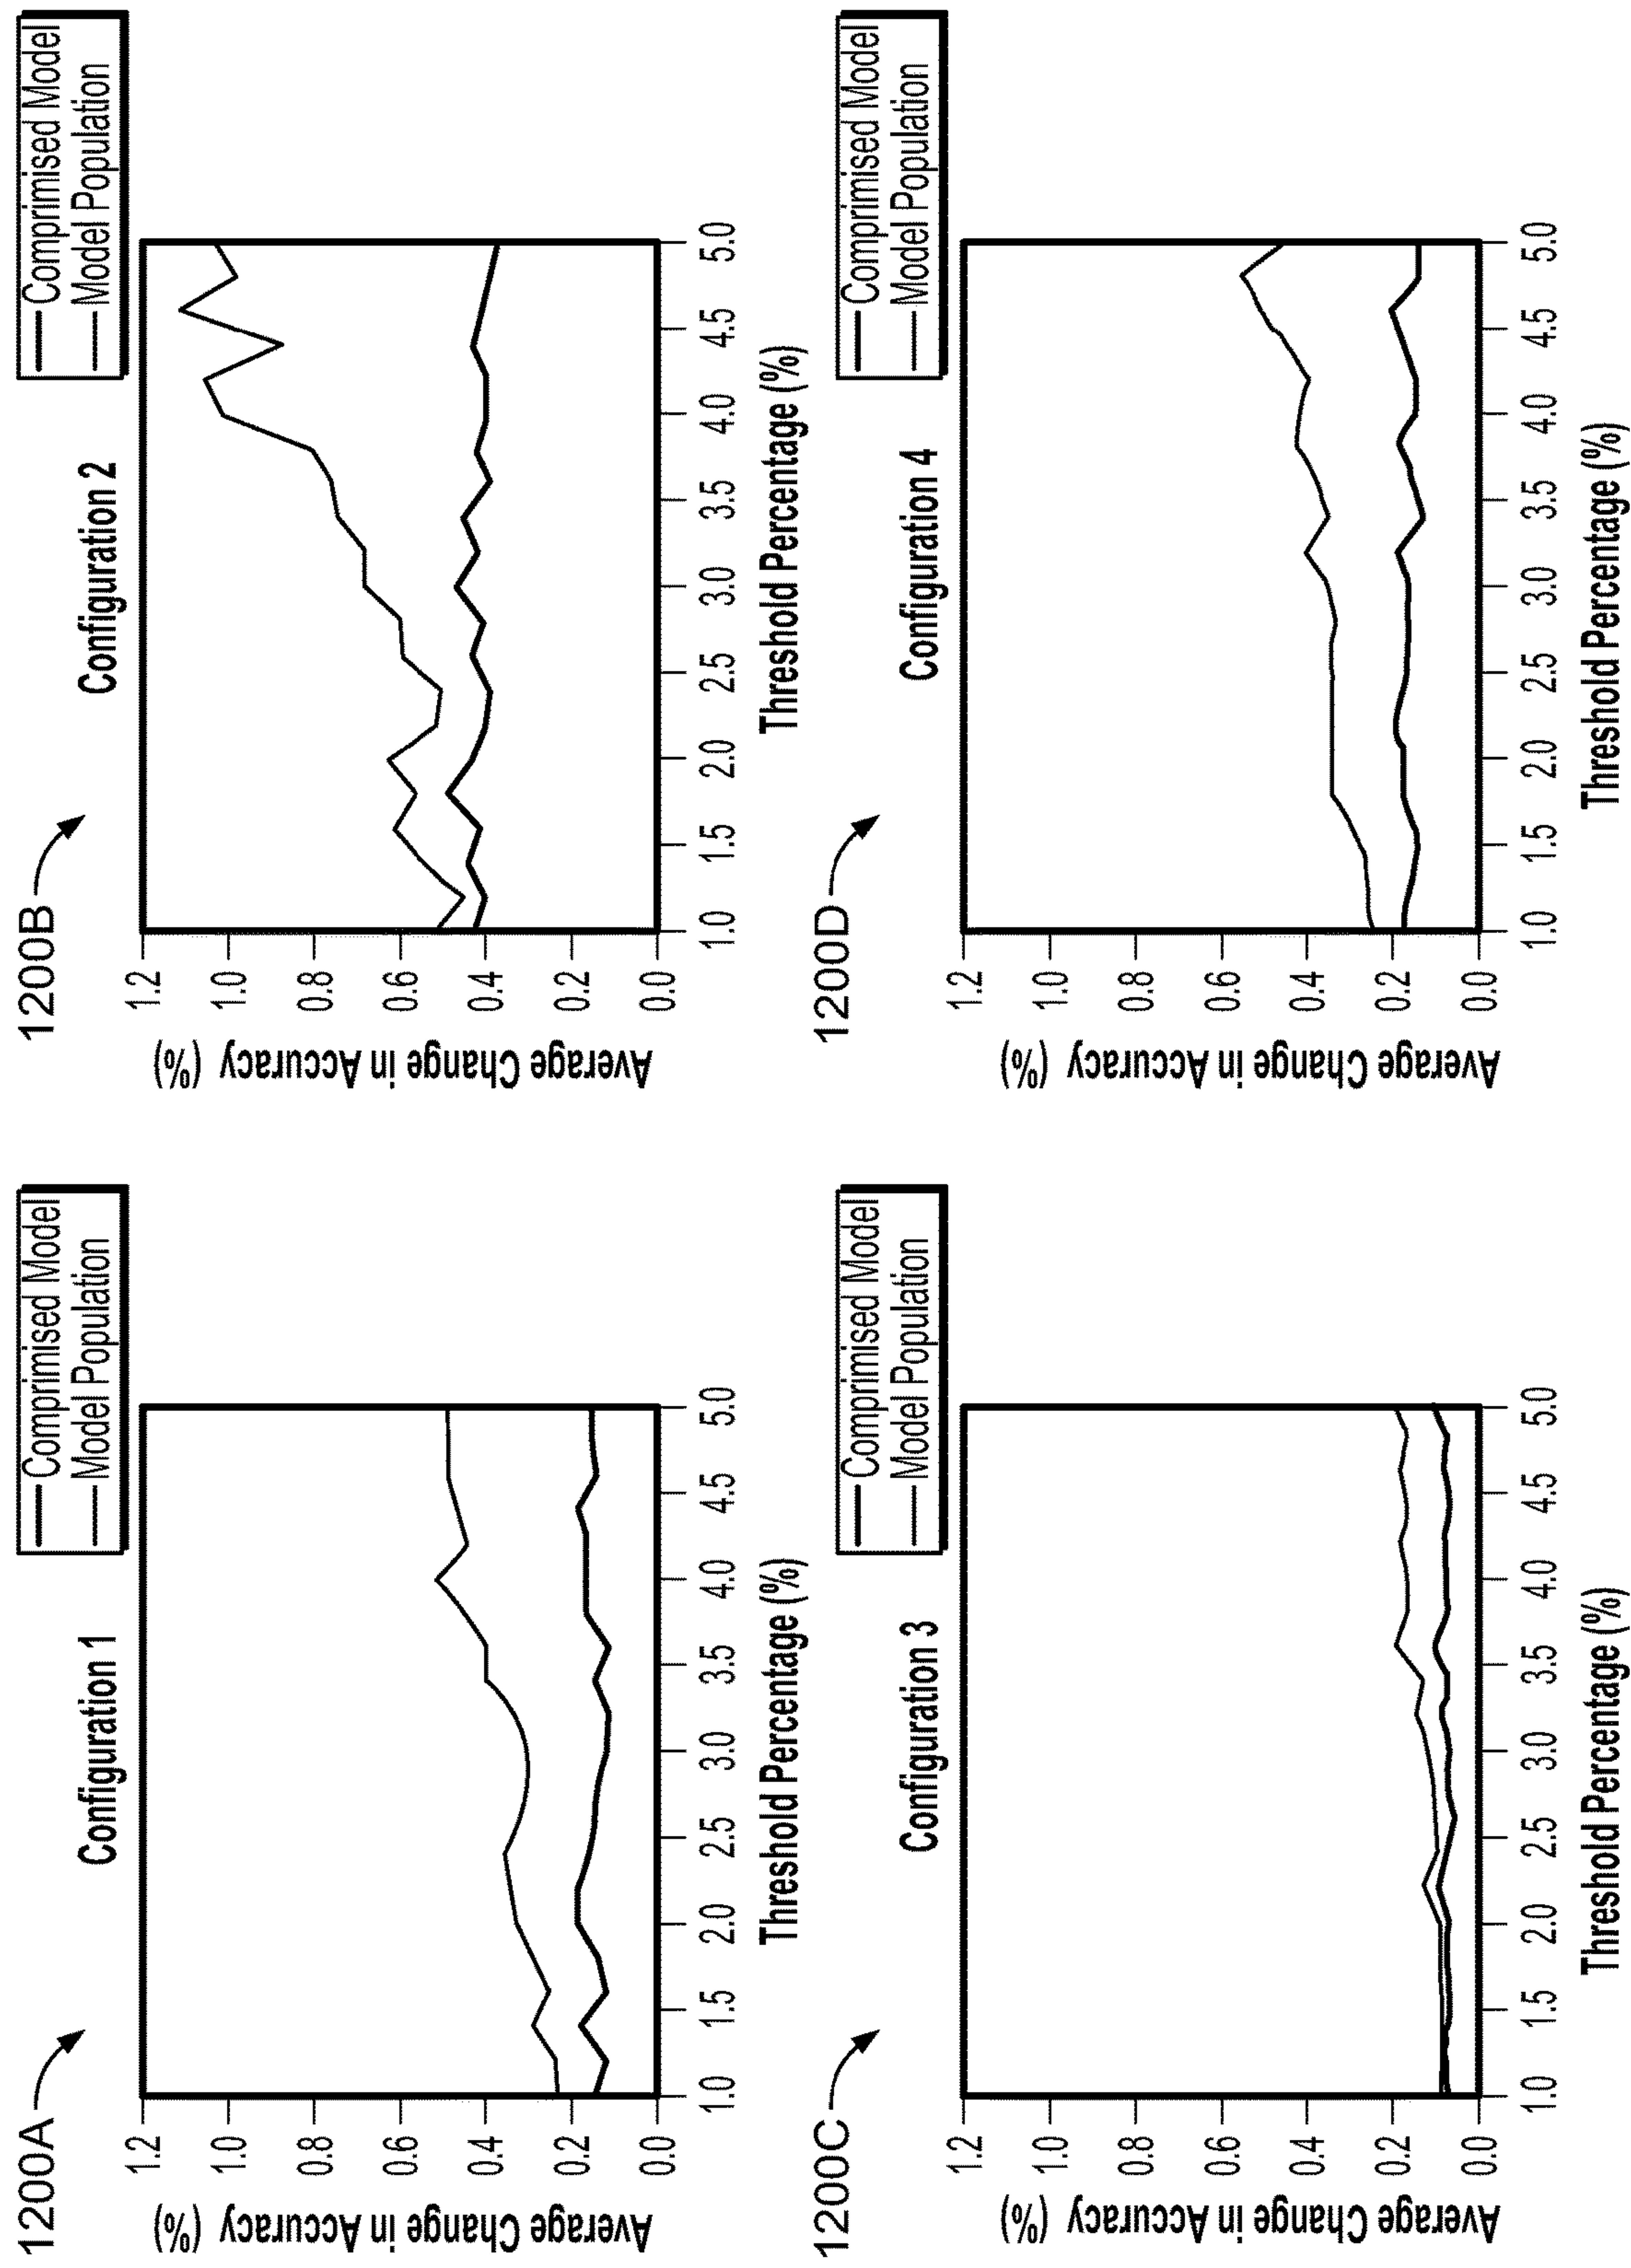 1200A
Configuration 1
Comprimised Model
Model Population
Average Change in Accuracy
(%)
1.2
1.0
0.8
0.6
0.4
0.2
0.0
1.0 1.5 2.0 2.5 3.0 3.5 4.0 4.5 5.0
Threshold Percentage (%)
1200B
Configuration 2
Comprimised Model
Model Population
Average Change in Accuracy
(%)
1.2
1.0
0.8
0.6
0.4
0.2
0.0
1.0 1.5 2.0 2.5 3.0 3.5 4.0 4.5 5.0
Threshold Percentage (%)
1200C
Configuration 3
Comprimised Model
Model Population
Average Change in Accuracy
(%)
1.2
1.0
0.8
0.6
0.4
0.2
0.0
1.0 1.5 2.0 2.5 3.0 3.5 4.0 4.5 5.0
Threshold Percentage (%)
1200D
Configuration 4
Comprimised Model
Model Population
Average Change in Accuracy
(%)
1.2
1.0
0.8
0.6
0.4
0.2
0.0
1.0 1.5 2.0 2.5 3.0 3.5 4.0 4.5 5.0
Threshold Percentage (%)